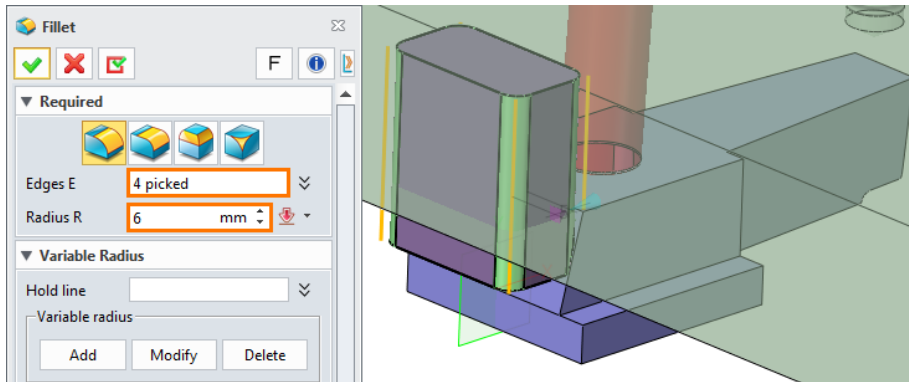 Fillet
F
Required
Edges E 4 picked
Radius R 6 mm
Variable Radius
Hold line
Variable radius
Add Modify Delete